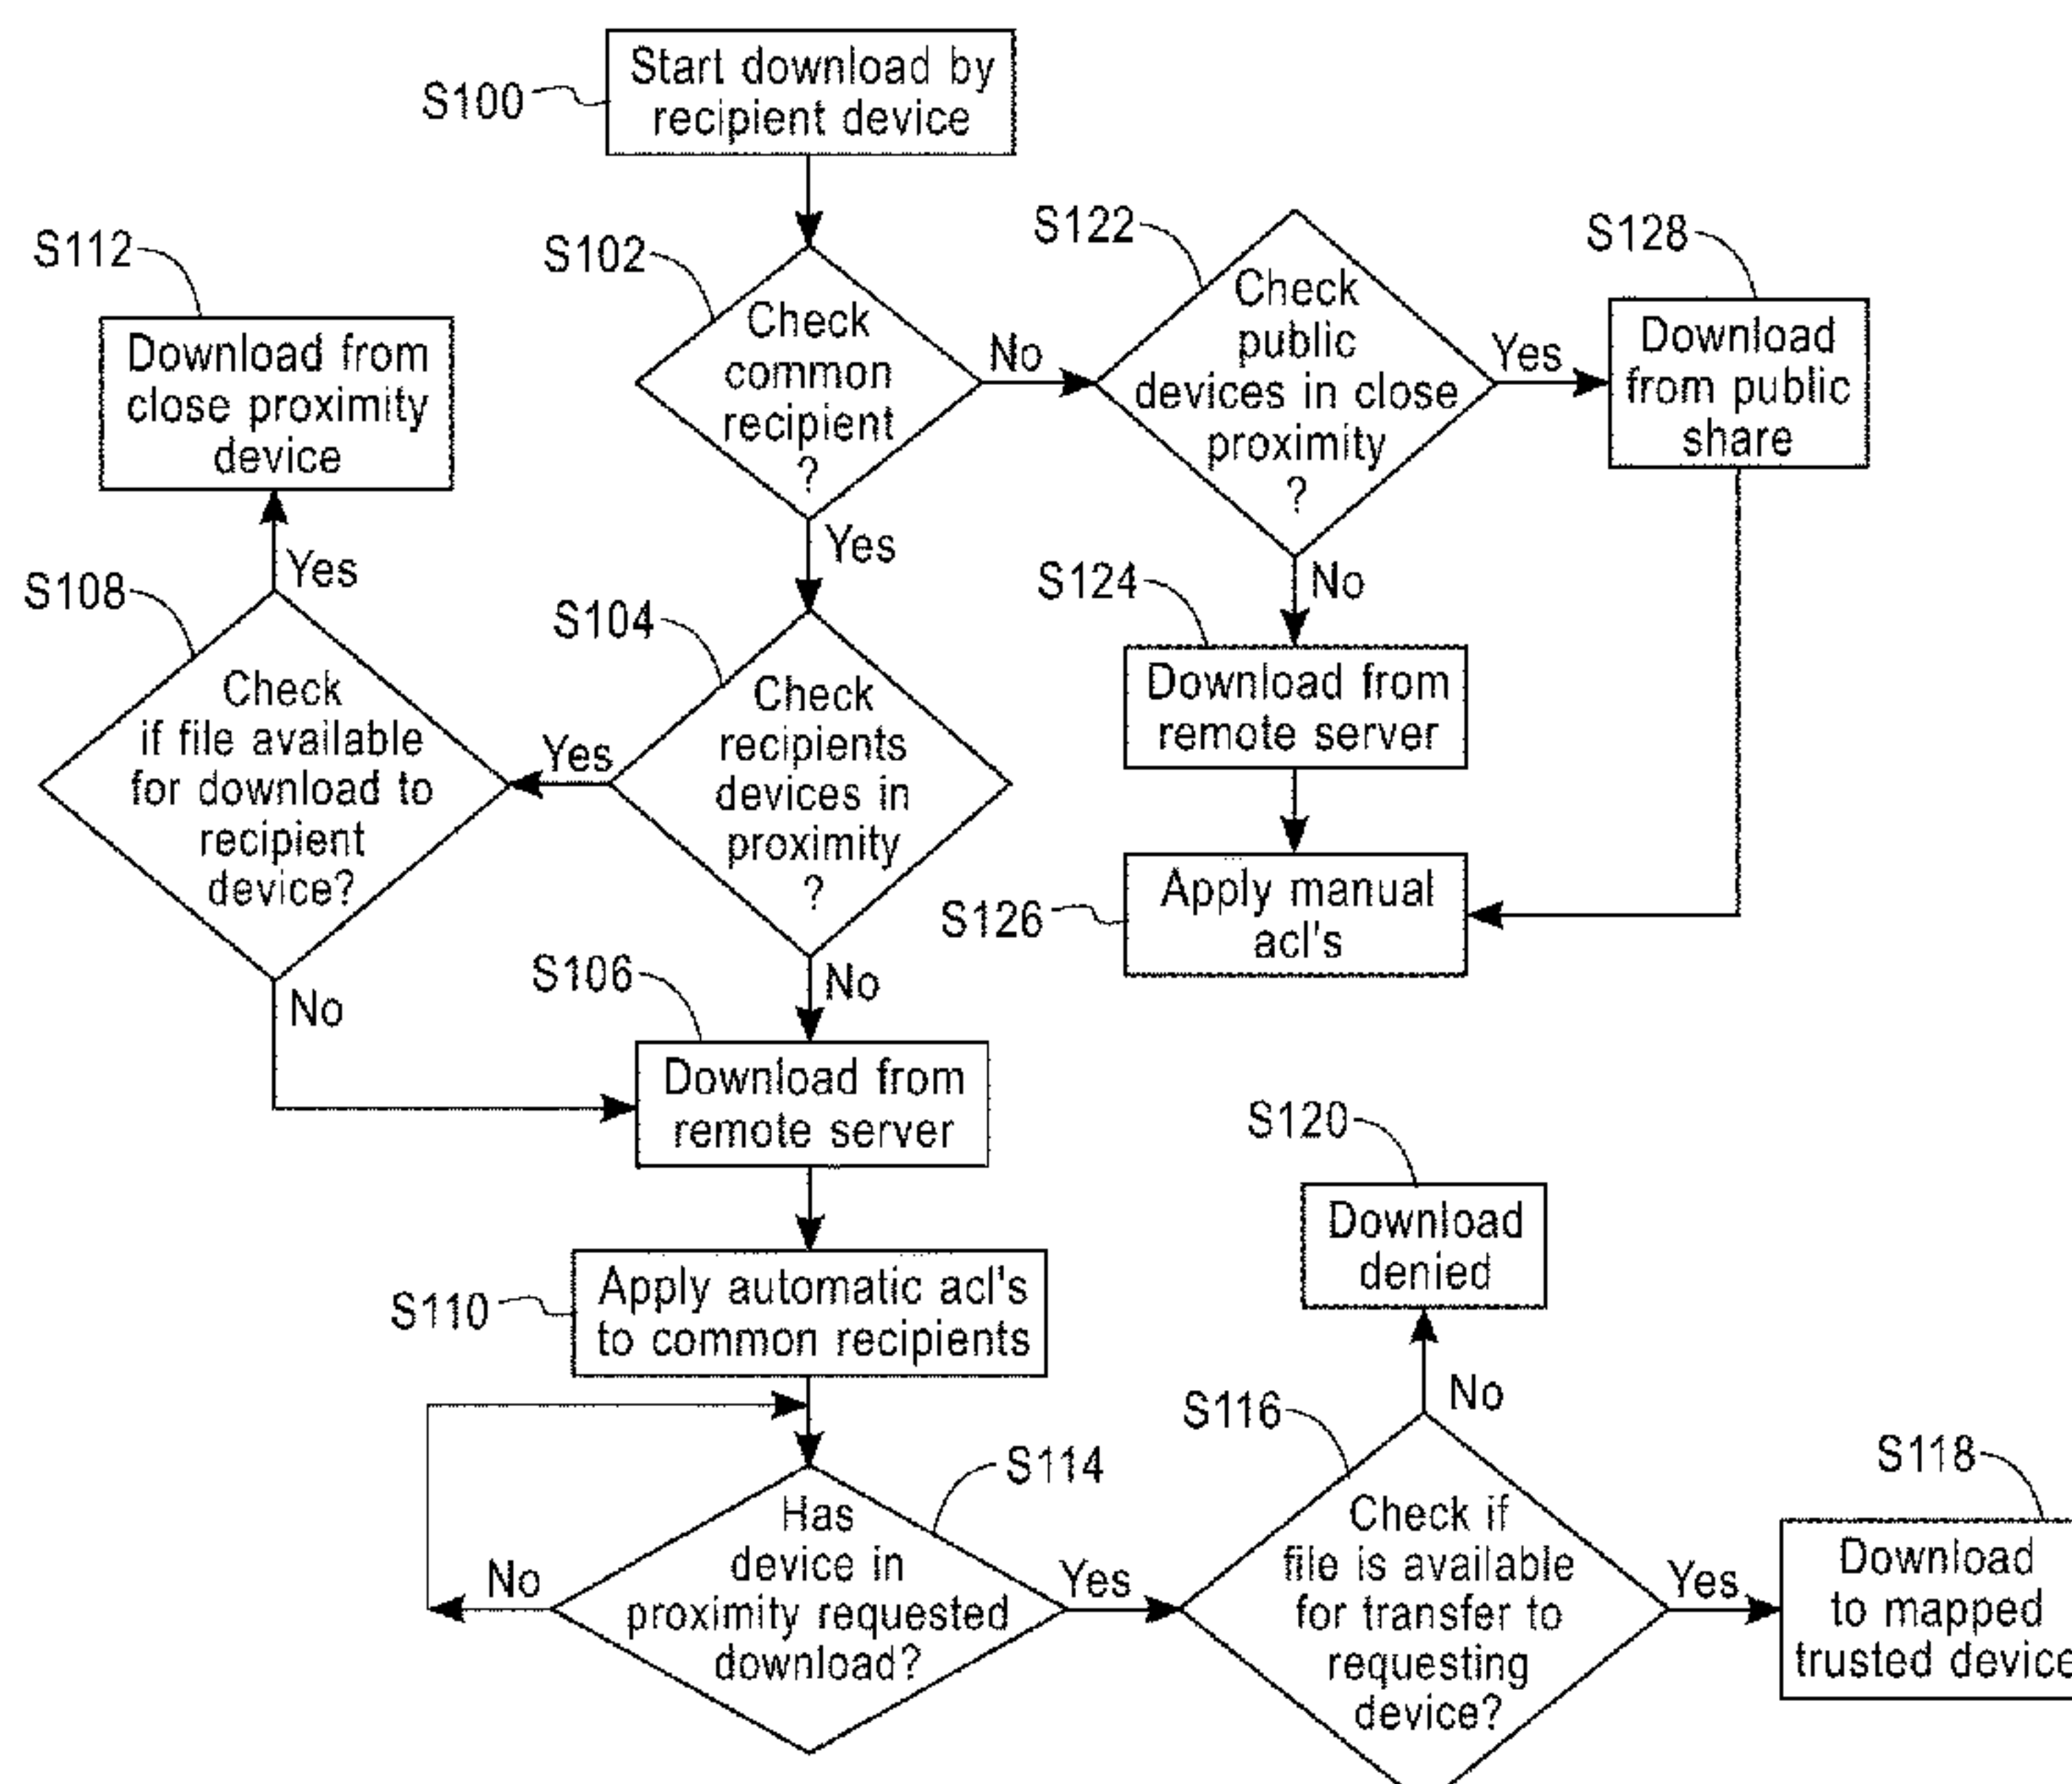 S100
Start download by
recipient device
S102
Check
common
recipient
?
No
Yes
S122
Check
public
devices in close
proximity
?
Yes
No
S128
Download
from public
share
S112
Download from
close proximity
device
Yes
S108
Check
if file available
for download to
recipient
device?
No
S104
Check
recipients
devices in
proximity
?
Yes
No
S124
Download from
remote server
S126
Apply manual
acl's
S106
Download from
remote server
S110
Apply automatic acl's
to common recipients
S114
Has
device in
proximity requested
download?
No
Yes
S120
Download
denied
No
S116
Check if
file is available
for transfer to
requesting
device?
Yes
S118
Download
to mapped
trusted device